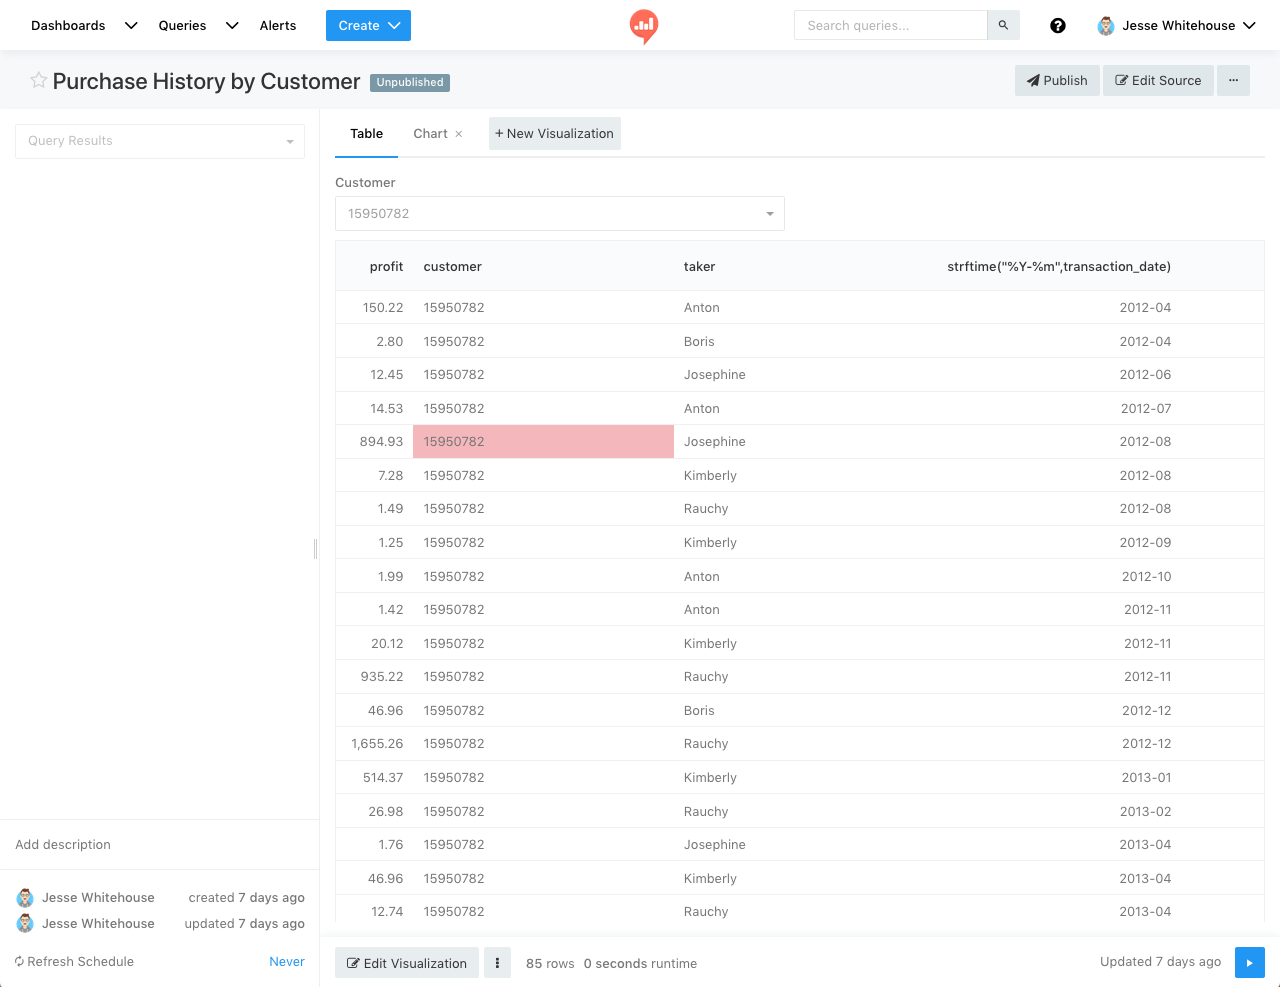 Dashboards Queries Alerts Create Search queries... Jesse Whitehouse
Purchase History by Customer Unpublished Publish Edit Source
Query Results
Table Chart × + New Visualization
Customer
15950782
profit customer taker strftime("%Y-%m",transaction_date)
150.22 15950782 Anton 2012-04
2.80 15950782 Boris 2012-04
12.45 15950782 Josephine 2012-06
14.53 15950782 Anton 2012-07
894.93 15950782 Josephine 2012-08
7.28 15950782 Kimberly 2012-08
1.49 15950782 Rauchy 2012-08
1.25 15950782 Kimberly 2012-09
1.99 15950782 Anton 2012-10
1.42 15950782 Anton 2012-11
20.12 15950782 Kimberly 2012-11
935.22 15950782 Rauchy 2012-11
46.96 15950782 Boris 2012-12
1,655.26 15950782 Rauchy 2012-12
514.37 15950782 Kimberly 2013-01
26.98 15950782 Rauchy 2013-02
1.76 15950782 Josephine 2013-04
46.96 15950782 Kimberly 2013-04
12.74 15950782 Rauchy 2013-04
Add description
Jesse Whitehouse created 7 days ago
Jesse Whitehouse updated 7 days ago
Refresh Schedule Never
Edit Visualization 85 rows 0 seconds runtime Updated 7 days ago